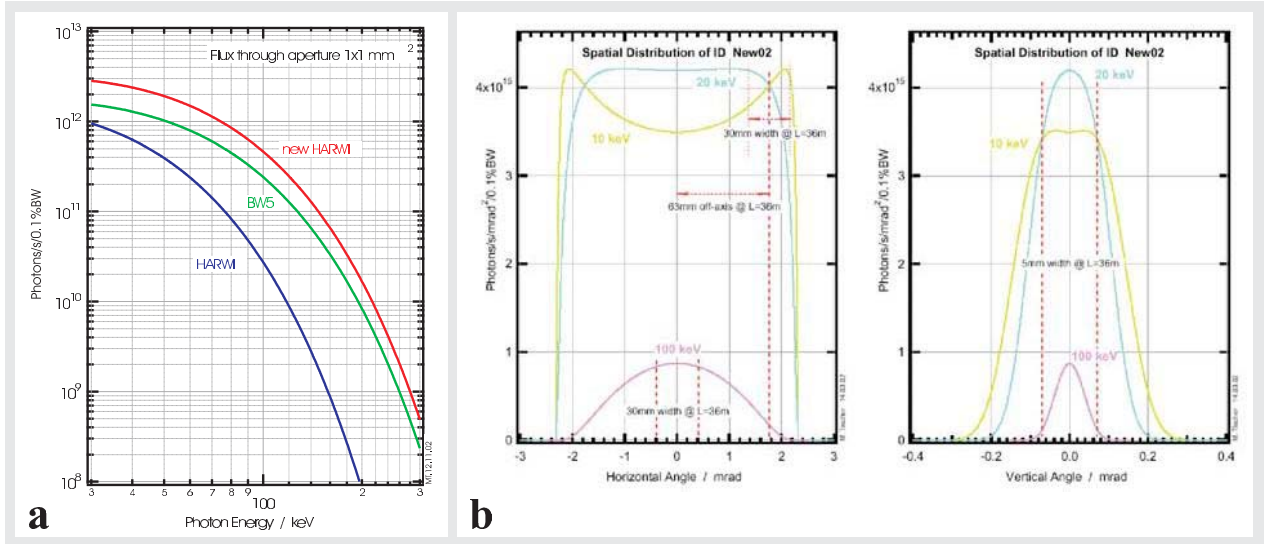 10¹³
10¹²
10¹¹
10¹⁰
10⁹
10⁸
Photons/s/0.1%BW
Flux through aperture 1x1 mm²
new HARWI
BW5
HARWI
3 4 5 6 7 8 9 100 2 3
Photon Energy / keV
MI, 12.11.02
a
Spatial Distribution of ID New02
4x10¹⁵
3
2
1
0
Photons/s/mrad²/0.1%BW
20 keV
10 keV
30mm width @ L=36m
63mm off-axis @ L=36m
100 keV
30mm width @ L=36m
-3 -2 -1 0 1 2 3
Horizontal Angle / mrad
b
Spatial Distribution of ID New02
4x10¹⁵
3
2
1
0
Photons/s/mrad²/0.1%BW
20 keV
10 keV
5mm width @ L=36m
100 keV
-0.4 -0.2 0.0 0.2 0.4
Vertical Angle / mrad